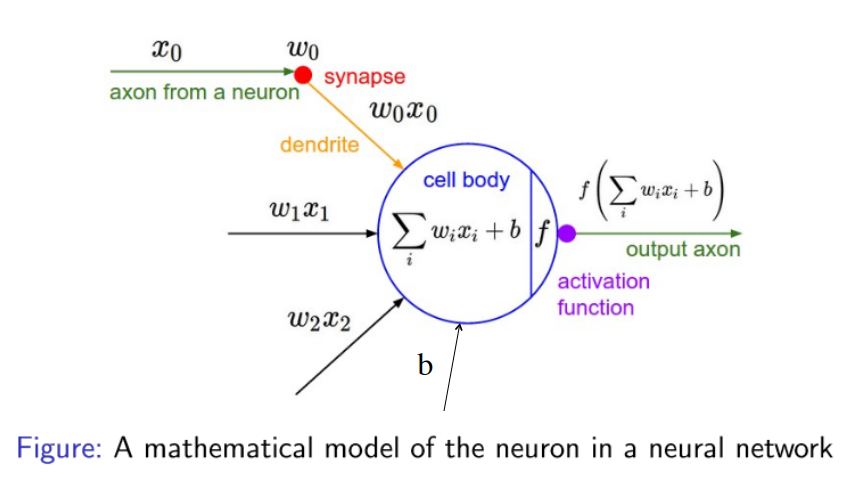 x₀
w₀
synapse
axon from a neuron
w₀x₀
dendrite
cell body
f(∑ᵢ wᵢxᵢ + b)
w₁x₁
∑ᵢ wᵢxᵢ + b
f
output axon
activation
function
w₂x₂
b
Figure: A mathematical model of the neuron in a neural network